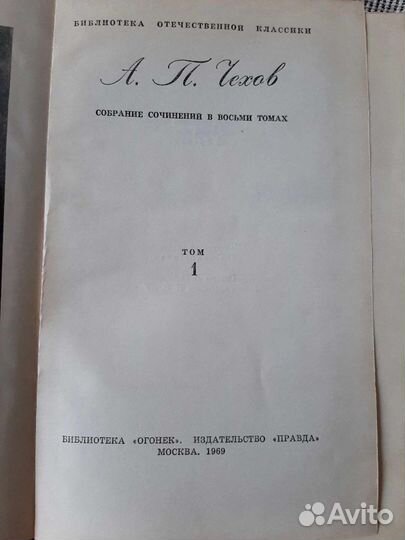 БИБЛИОТЕКА ОТЕЧЕСТВЕННОЙ КЛАССИКИ
А. П. Чехов
СОБРАНИЕ СОЧИНЕНИЙ В ВОСЬМИ ТОМАХ
ТОМ
1
БИБЛИОТЕКА «ОГОНЕК». ИЗДАТЕЛЬСТВО «ПРАВДА»
МОСКВА. 1969
Avito